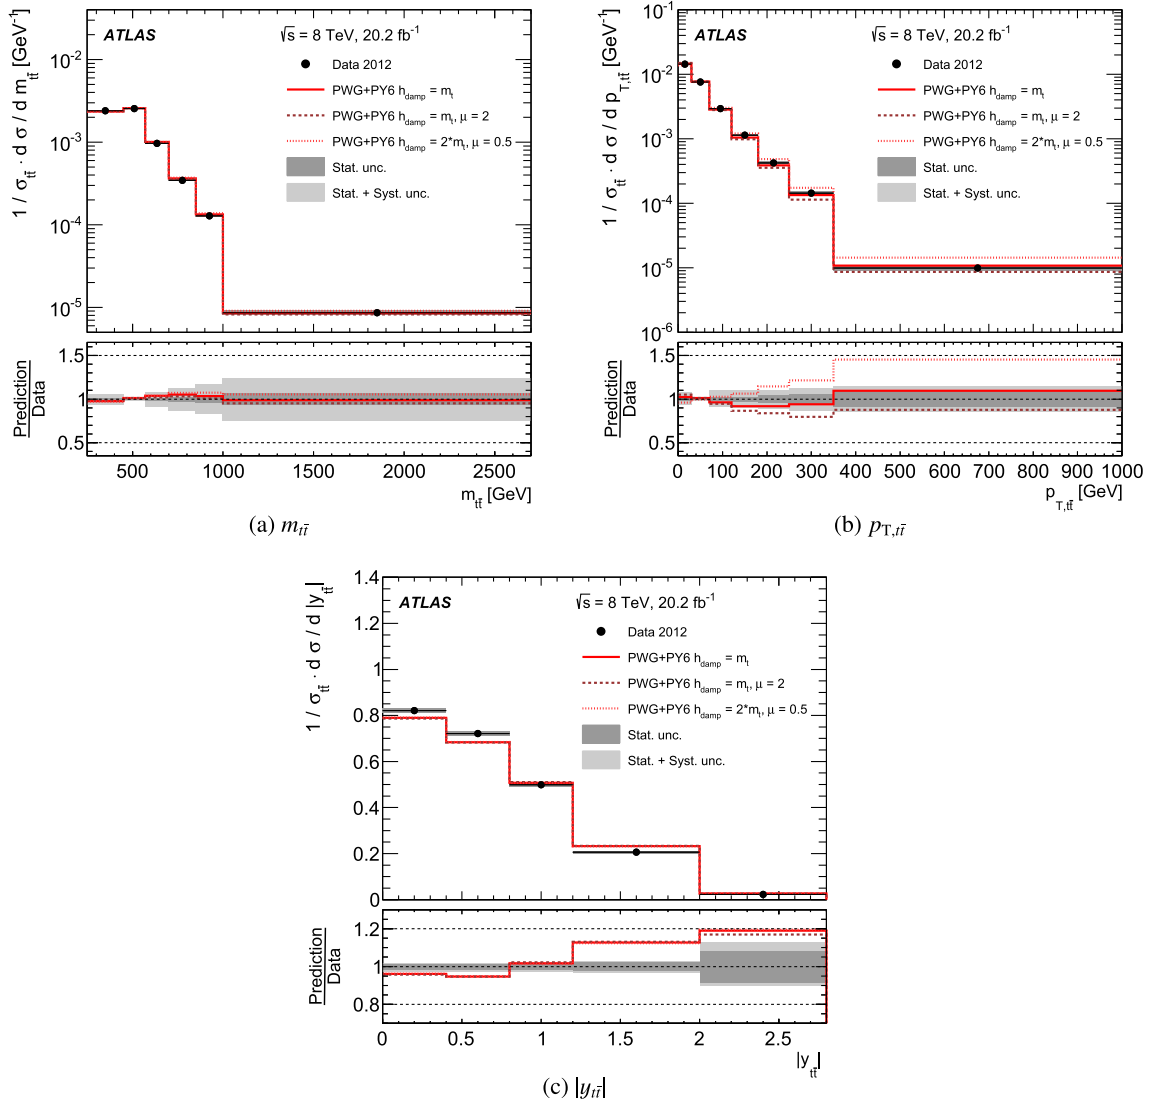 ATLAS
√s = 8 TeV, 20.2 fb⁻¹
Data 2012
PWG+PY6 h_damp = m_t
PWG+PY6 h_damp = m_t, μ = 2
PWG+PY6 h_damp = 2*m_t, μ = 0.5
Stat. unc.
Stat. + Syst. unc.
1 / σ_tt̄ · d σ / d m_tt̄ [GeV⁻¹]
10⁻²
10⁻³
10⁻⁴
10⁻⁵
Prediction
Data
1.5
1
0.5
500 1000 1500 2000 2500
m_tt̄ [GeV]
(a) m_tt̄
ATLAS
√s = 8 TeV, 20.2 fb⁻¹
Data 2012
PWG+PY6 h_damp = m_t
PWG+PY6 h_damp = m_t, μ = 2
PWG+PY6 h_damp = 2*m_t, μ = 0.5
Stat. unc.
Stat. + Syst. unc.
1 / σ_tt̄ · d σ / d p_T,tt̄ [GeV⁻¹]
10⁻¹
10⁻²
10⁻³
10⁻⁴
10⁻⁵
10⁻⁶
Prediction
Data
1.5
1
0.5
0 100 200 300 400 500 600 700 800 900 1000
p_T,tt̄ [GeV]
(b) p_T,tt̄
ATLAS
√s = 8 TeV, 20.2 fb⁻¹
Data 2012
PWG+PY6 h_damp = m_t
PWG+PY6 h_damp = m_t, μ = 2
PWG+PY6 h_damp = 2*m_t, μ = 0.5
Stat. unc.
Stat. + Syst. unc.
1 / σ_tt̄ · d σ / d |y_tt̄|
1.4
1.2
1
0.8
0.6
0.4
0.2
0
Prediction
Data
1.2
1
0.8
0 0.5 1 1.5 2 2.5
|y_tt̄|
(c) |y_tt̄|